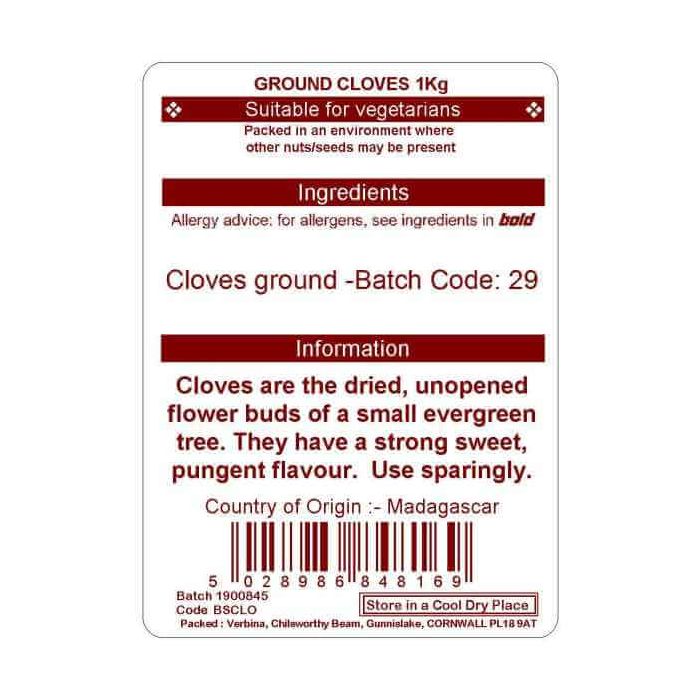 GROUND CLOVES 1Kg
Suitable for vegetarians
Packed in an environment where
other nuts/seeds may be present
Ingredients
Allergy advice: for allergens, see ingredients in bold
Cloves ground -Batch Code: 29
Information
Cloves are the dried, unopened
flower buds of a small evergreen
tree. They have a strong sweet,
pungent flavour.  Use sparingly.
Country of Origin :- Madagascar
5 028986 848169
Batch 1900845
Code BSCLO
Store in a Cool Dry Place
Packed : Verbina, Chilsworthy Beam, Gunnislake, CORNWALL PL18 9AT